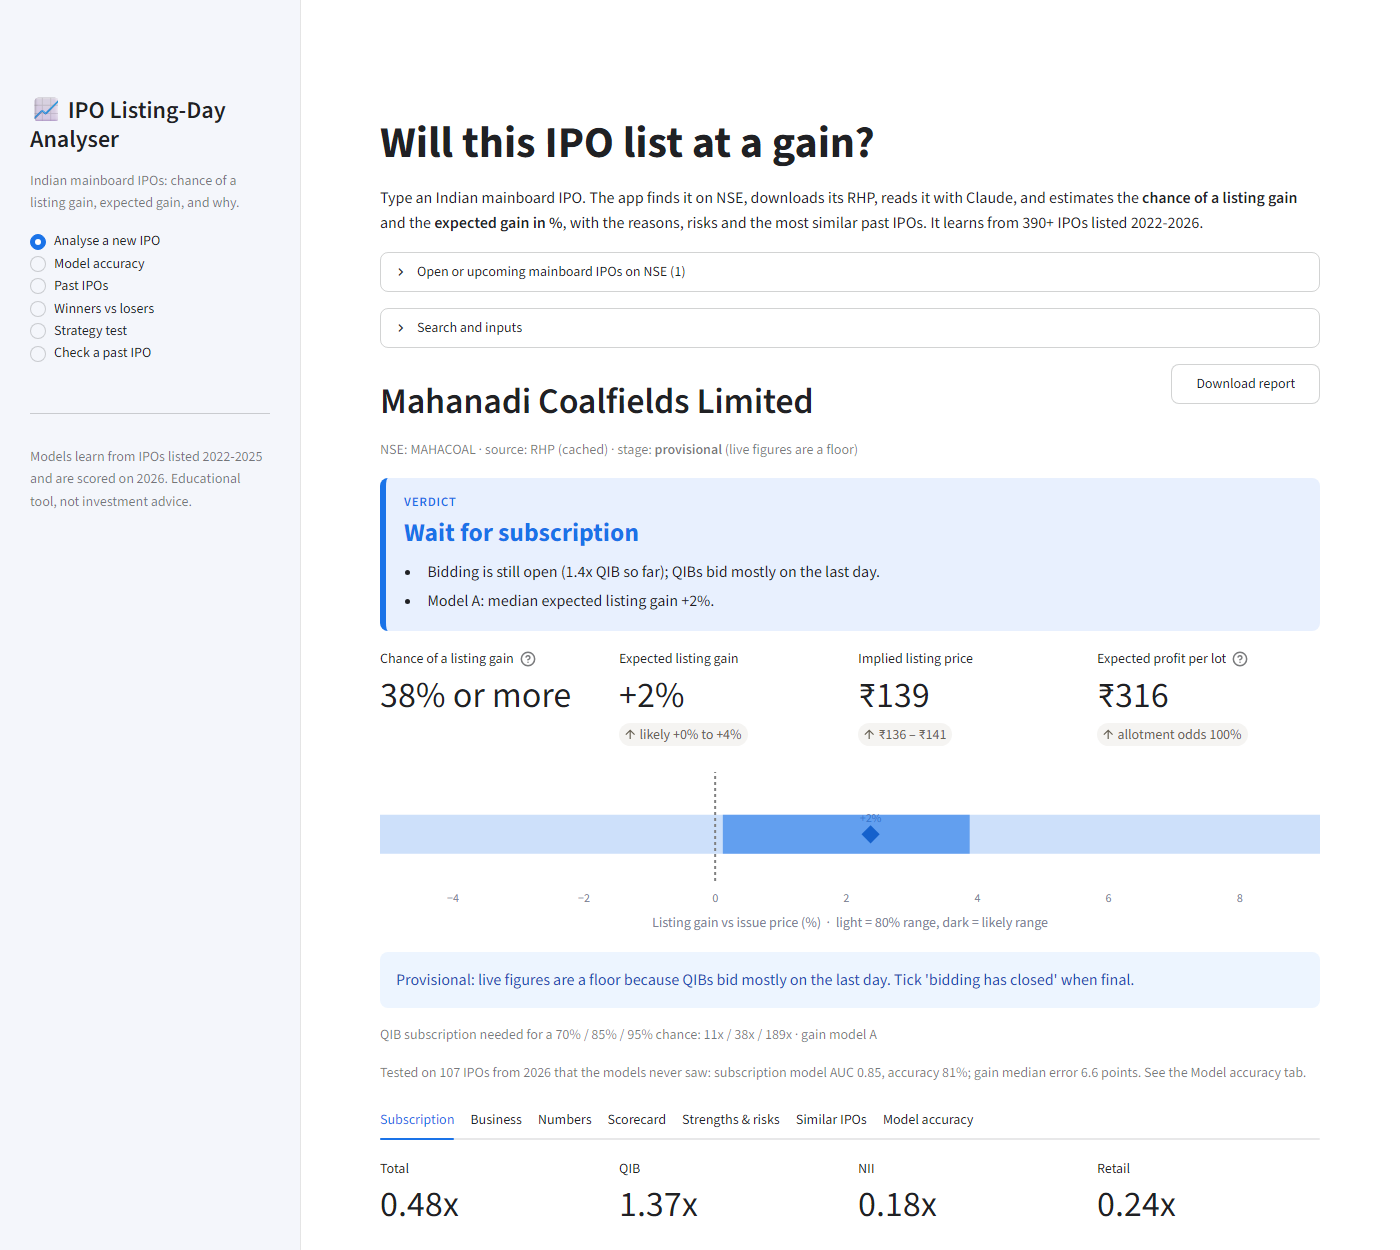 📈 IPO Listing-Day
Analyser
Indian mainboard IPOs: chance of a
listing gain, expected gain, and why.
Analyse a new IPO
Model accuracy
Past IPOs
Winners vs losers
Strategy test
Check a past IPO
Models learn from IPOs listed 2022-2025
and are scored on 2026. Educational
tool, not investment advice.
Will this IPO list at a gain?
Type an Indian mainboard IPO. The app finds it on NSE, downloads its RHP, reads it with Claude, and estimates the chance of a listing gain
and the expected gain in %, with the reasons, risks and the most similar past IPOs. It learns from 390+ IPOs listed 2022-2026.
Open or upcoming mainboard IPOs on NSE (1)
Search and inputs
Download report
Mahanadi Coalfields Limited
NSE: MAHACOAL · source: RHP (cached) · stage: provisional (live figures are a floor)
VERDICT
Wait for subscription
• Bidding is still open (1.4x QIB so far); QIBs bid mostly on the last day.
• Model A: median expected listing gain +2%.
Chance of a listing gain Expected listing gain Implied listing price Expected profit per lot
38% or more +2% ₹139 ₹316
↑ likely +0% to +4% ↑ ₹136 – ₹141 ↑ allotment odds 100%
+2%
−4 −2 0 2 4 6 8
Listing gain vs issue price (%) · light = 80% range, dark = likely range
Provisional: live figures are a floor because QIBs bid mostly on the last day. Tick 'bidding has closed' when final.
QIB subscription needed for a 70% / 85% / 95% chance: 11x / 38x / 189x · gain model A
Tested on 107 IPOs from 2026 that the models never saw: subscription model AUC 0.85, accuracy 81%; gain median error 6.6 points. See the Model accuracy tab.
Subscription Business Numbers Scorecard Strengths & risks Similar IPOs Model accuracy
Total QIB NII Retail
0.48x 1.37x 0.18x 0.24x